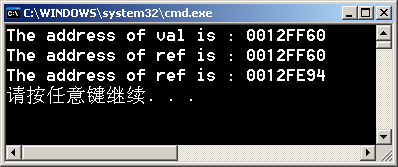 C:\WINDOWS\system32\cmd.exe
The address of val is : 0012FF60
The address of ref is : 0012FF60
The address of ref is : 0012FE94
请按任意键继续. . .